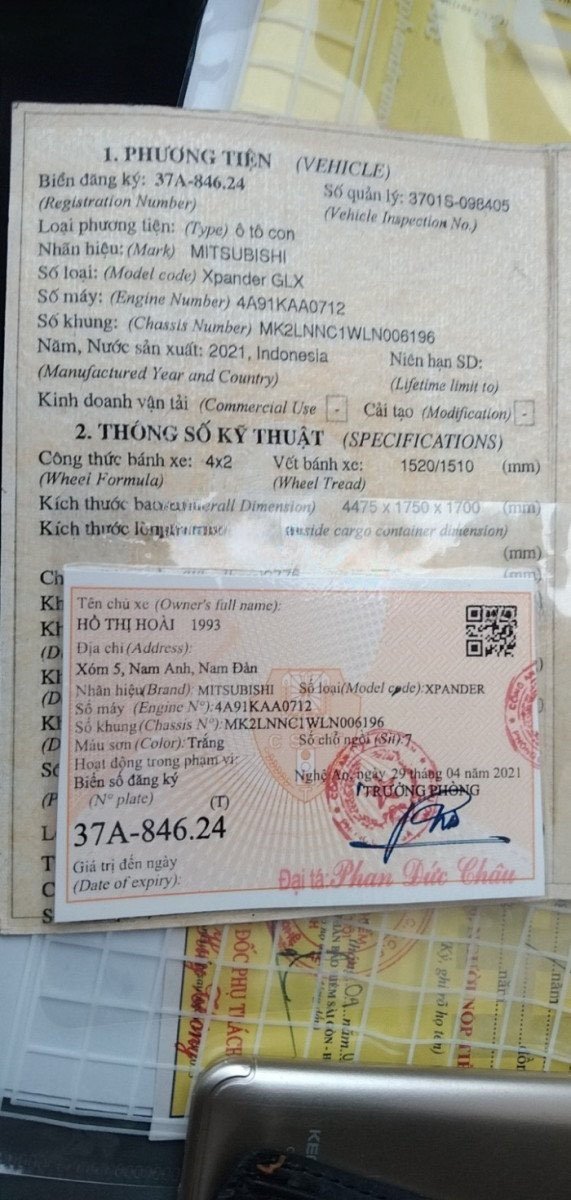 1. PHƯƠNG TIỆN (VEHICLE)
Biển đăng ký: 37A-846.24 Số quản lý: 3701S-098405
(Registration Number) (Vehicle Inspection No.)
Loại phương tiện: (Type) ô tô con
Nhãn hiệu: (Mark) MITSUBISHI
Số loại: (Model code) Xpander GLX
Số máy: (Engine Number) 4A91KAA0712
Số khung: (Chassis Number) MK2LNNC1WLN006196
Năm, Nước sản xuất: 2021, Indonesia Niên hạn SD:
(Manufactured Year and Country) (Lifetime limit to)
Kinh doanh vận tải (Commercial Use - Cải tạo (Modification) -
2. THÔNG SỐ KỸ THUẬT (SPECIFICATIONS)
Công thức bánh xe: 4x2 Vết bánh xe: 1520/1510 (mm)
(Wheel Formula) (Wheel Tread)
Kích thước bao Dimension) 4475 x 1750 x 1700 (mm)
Kích thước cargo container dimension)
(mm)
Tên chủ xe (Owner's full name):
HỒ THỊ HOÀI 1993
Địa chỉ (Address):
Xóm 5, Nam Anh, Nam Đàn
Nhãn hiệu(Brand): MITSUBISHI Số loại(Model code):XPANDER
Số máy (Engine N°):4A91KAA0712
Số khung(Chassis N°):MK2LNNC1WLN006196
Màu sơn (Color):Trắng Số chỗ ngồi (Sit):7
Hoạt động trong phạm vi:
Biển số đăng ký
(N° plate) (T)
37A-846.24
Giá trị đến ngày
(Date of expiry):
Nghệ An, ngày 29 tháng 04 năm 2021
TRƯỞNG PHÒNG
Đại tá: Phan Đức Châu
ĐỐC PHỤ TRÁCH